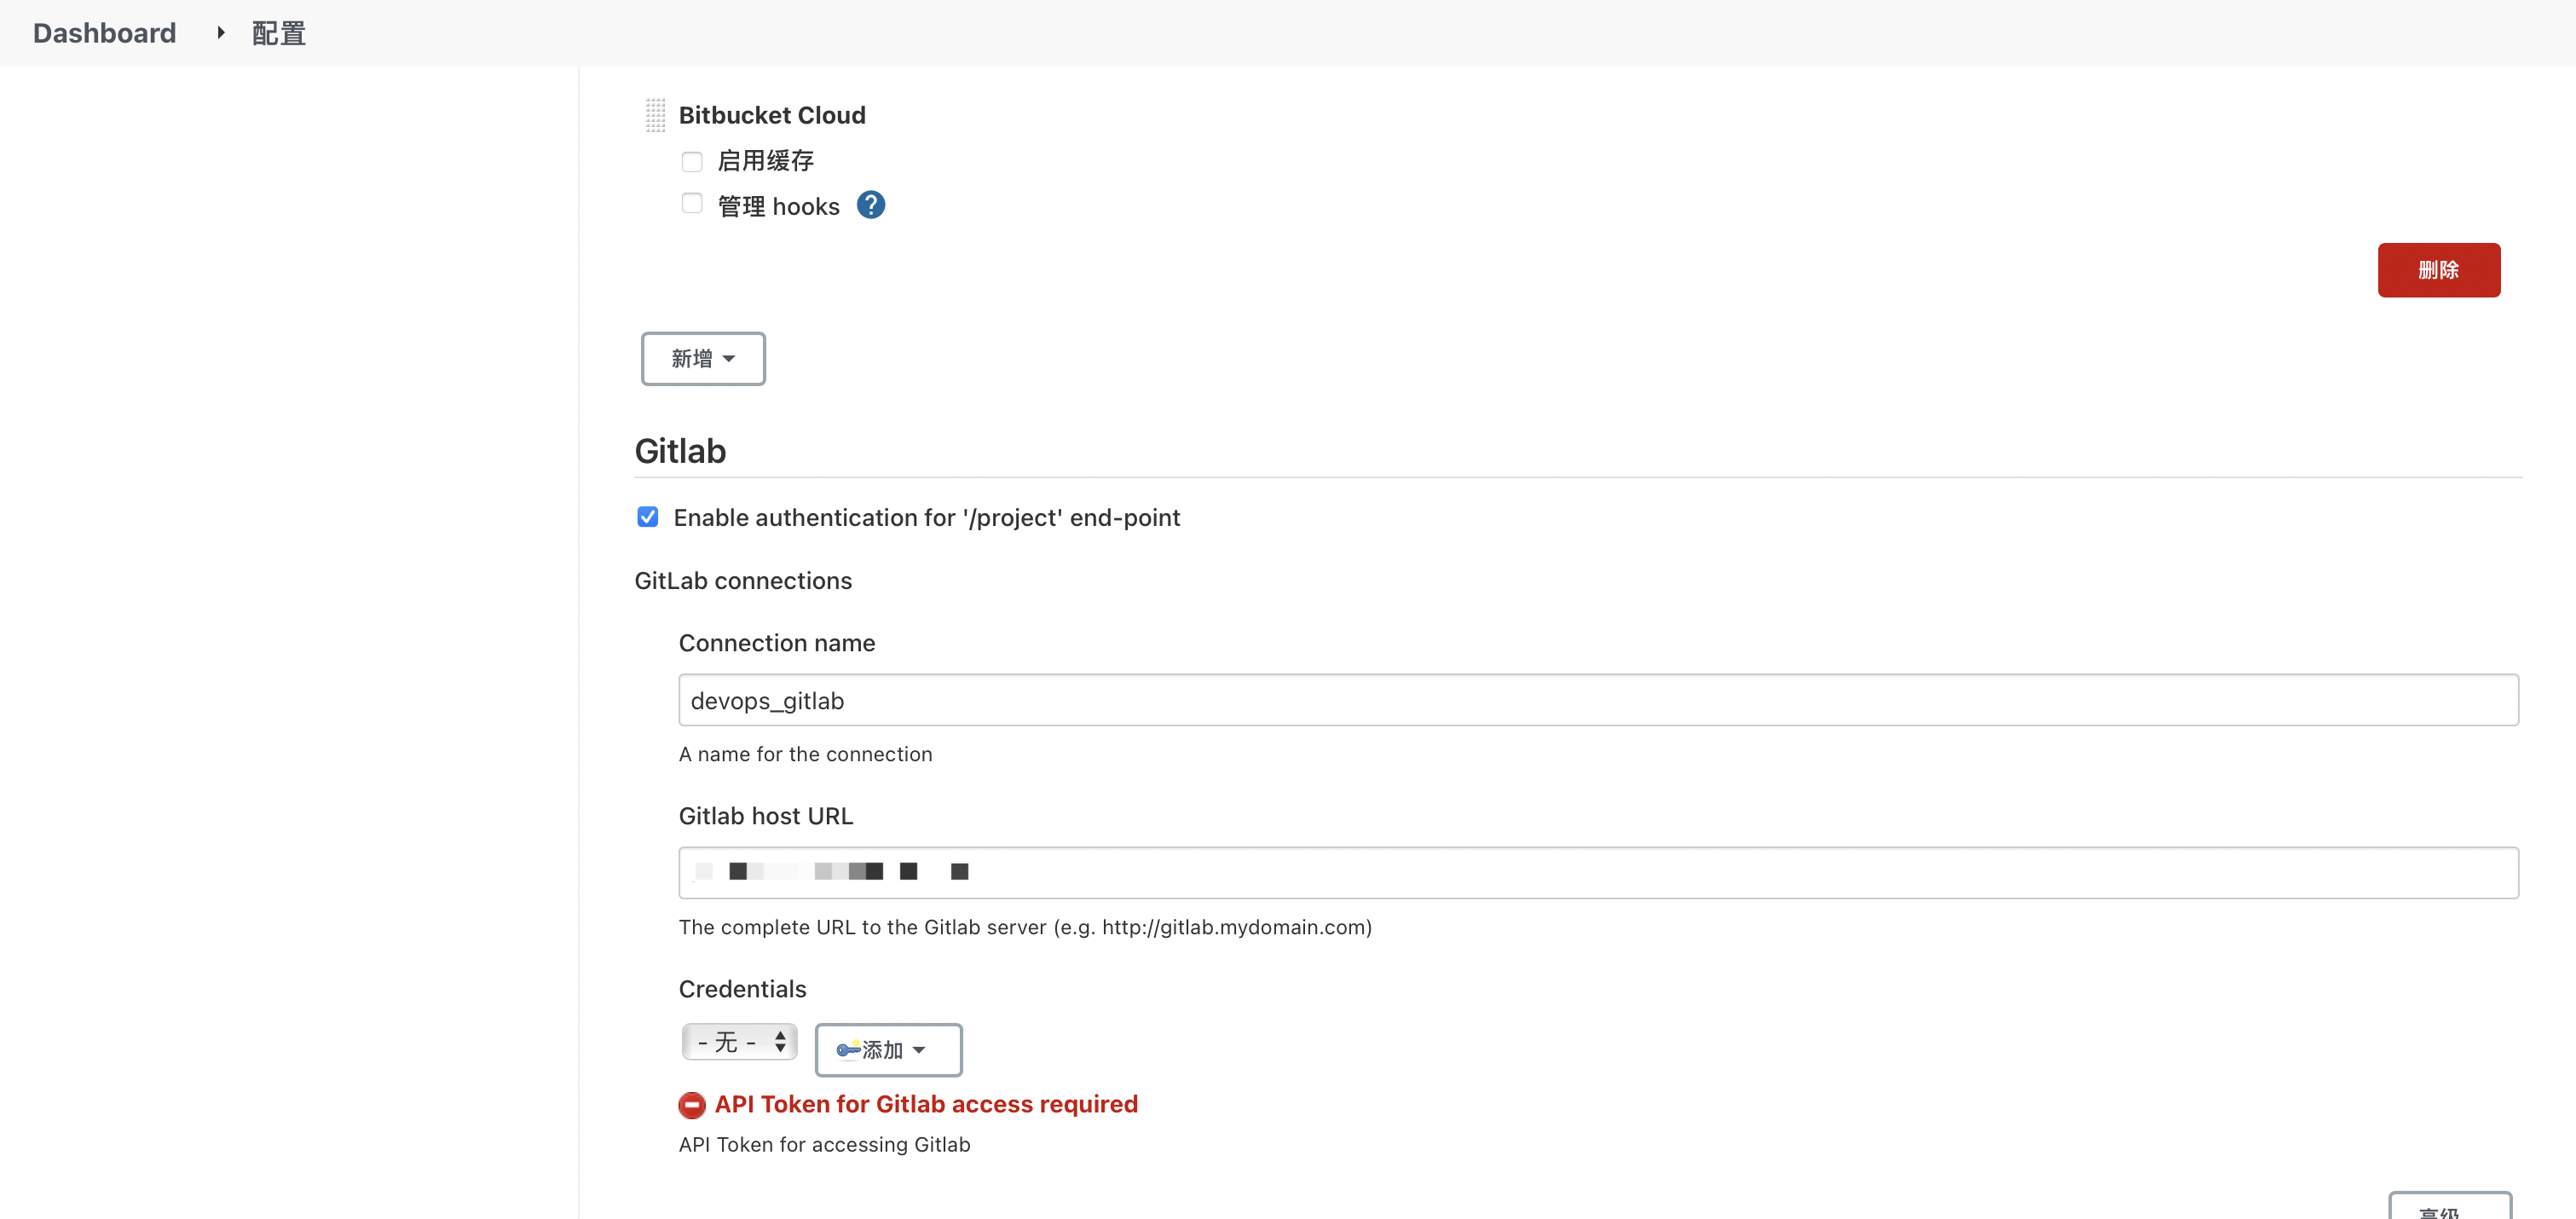 Dashboard 配置
Bitbucket Cloud
启用缓存
管理 hooks ?
删除
新增
Gitlab
Enable authentication for '/project' end-point
GitLab connections
Connection name
devops_gitlab
A name for the connection
Gitlab host URL
The complete URL to the Gitlab server (e.g. http://gitlab.mydomain.com)
Credentials
- 无 - 添加
API Token for Gitlab access required
API Token for accessing Gitlab
高级